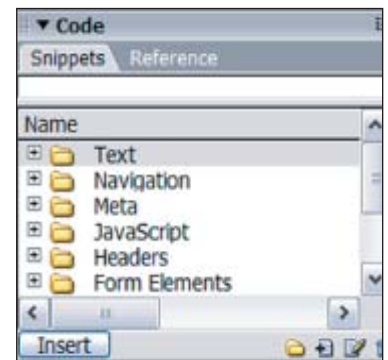 Code
Snippets Reference
Name
Text
Navigation
Meta
JavaScript
Headers
Form Elements
Insert